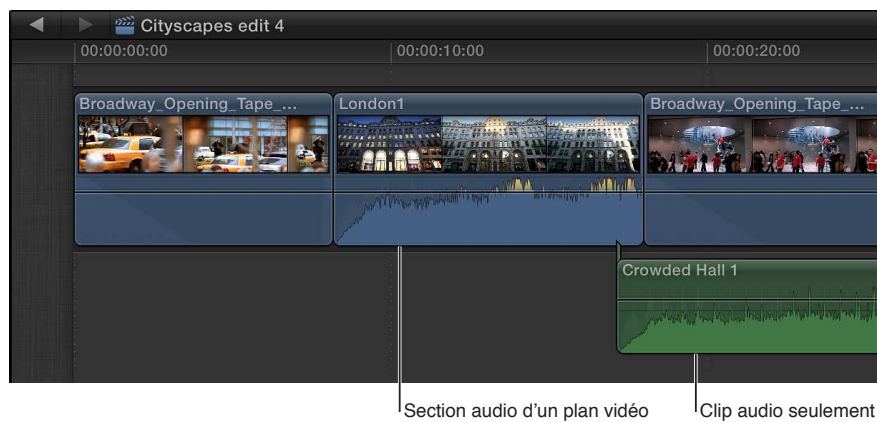 Cityscapes edit 4
00:00:00:00 00:00:10:00 00:00:20:00
Broadway_Opening_Tape_... London1 Broadway_Opening_Tape_...
Crowded Hall 1
Section audio d'un plan vidéo Clip audio seulement